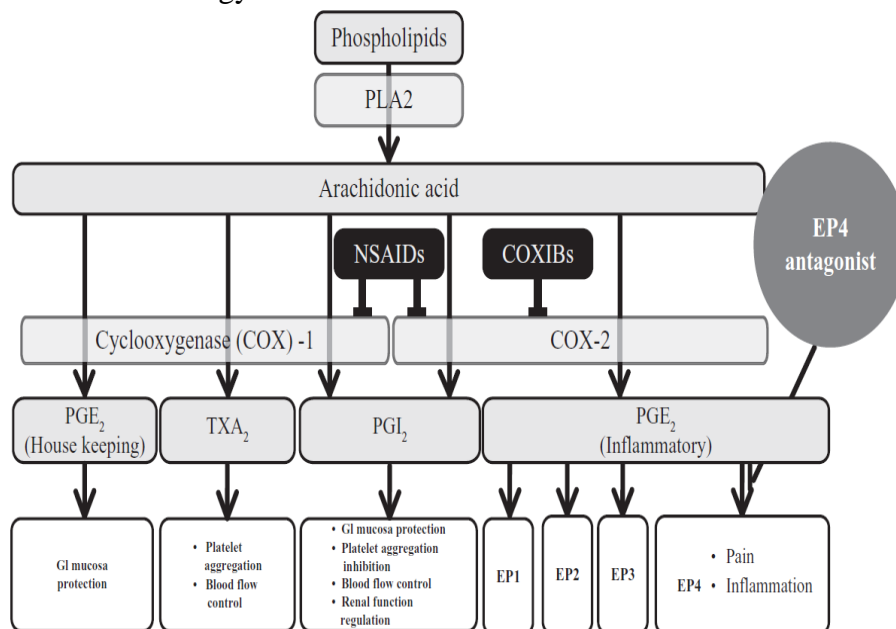 Phospholipids
PLA2
Arachidonic acid
NSAIDs
COXIBs
EP4
antagonist
Cyclooxygenase (COX) -1
COX-2
PGE2
(House keeping)
TXA2
PGI2
PGE2
(Inflammatory)
Gl mucosa
protection
• Platelet
aggregation
• Blood flow
control
• Gl mucosa protection
• Platelet aggregation
inhibition
• Blood flow control
• Renal function
regulation
EP1
EP2
EP3
EP4
• Pain
• Inflammation